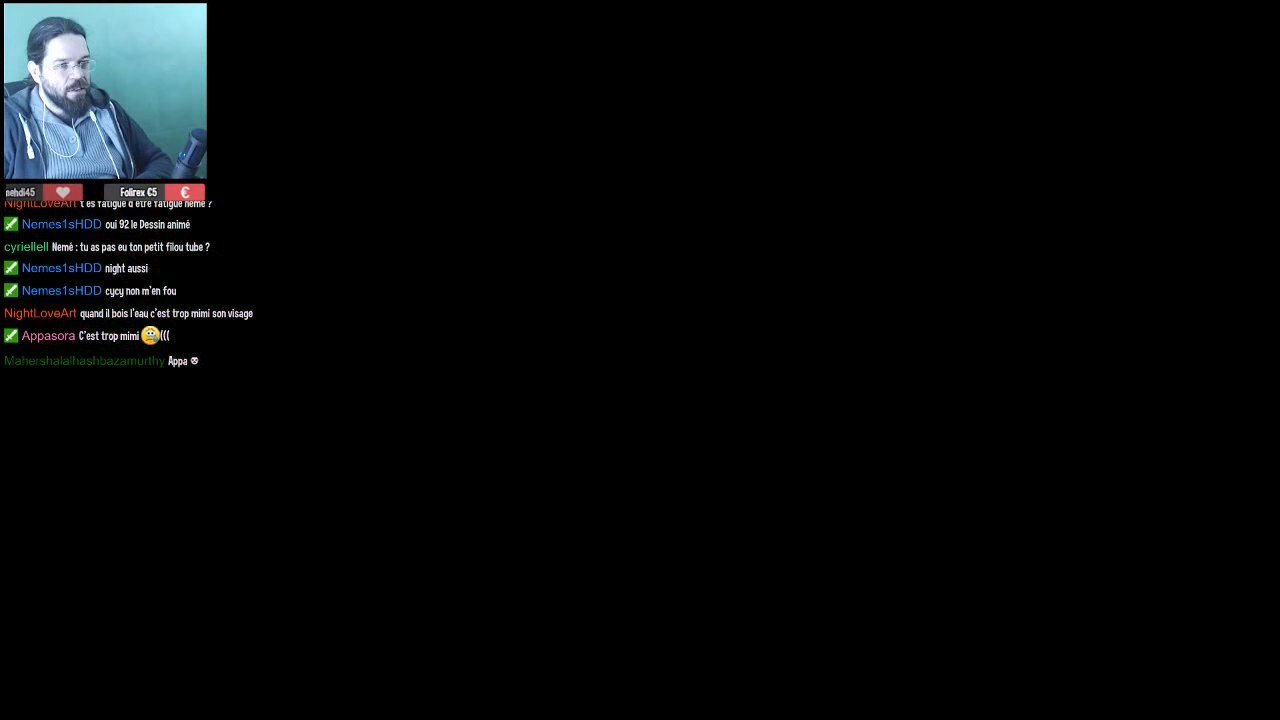 nehdi45 Folirex €5 €
NightLoveArt t'es fatigué d'être fatigué némé ?
Nemes1sHDD oui 92 le Dessin animé
cyriellell Nemé : tu as pas eu ton petit filou tube ?
Nemes1sHDD night aussi
Nemes1sHDD cycy non m'en fou
NightLoveArt quand il bois l'eau c'est trop mimi son visage
Appasora C'est trop mimi (((
Mahershalalhashbazamurthy Appa